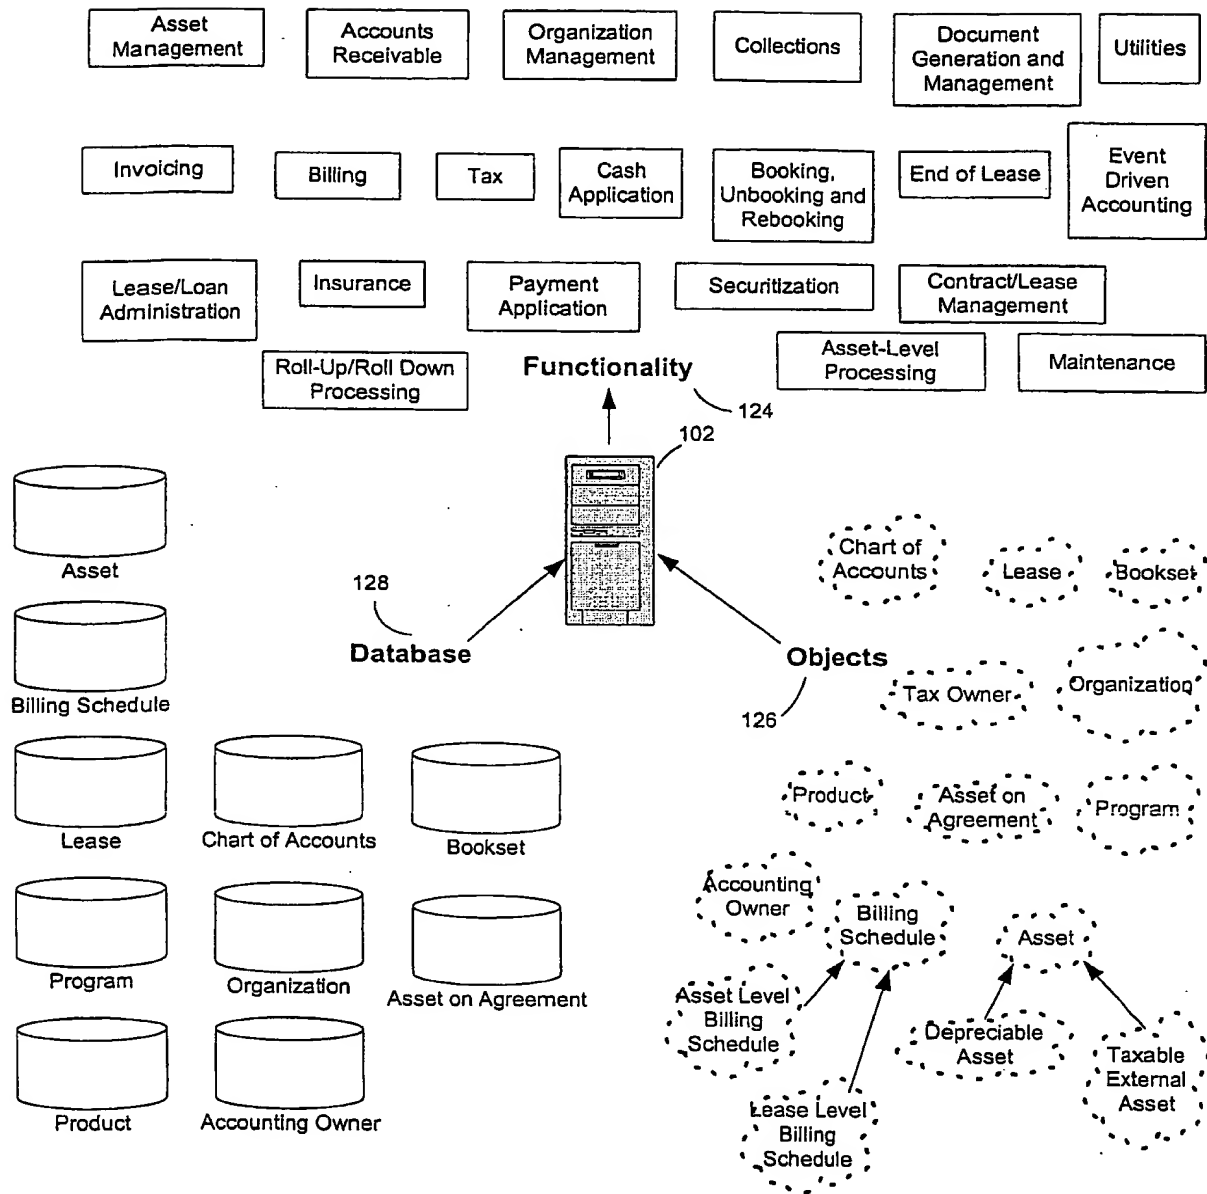 Asset
Management
Accounts
Receivable
Organization
Management
Collections
Document
Generation and
Management
Utilities
Invoicing
Billing
Tax
Cash
Application
Booking,
Unbooking and
Rebooking
End of Lease
Event
Driven
Accounting
Lease/Loan
Administration
Insurance
Payment
Application
Securitization
Contract/Lease
Management
Roll-Up/Roll Down
Processing
Functionality
Asset-Level
Processing
Maintenance
124
102
Asset
128
Database
Objects
126
Chart of
Accounts
Lease
Bookset
Billing Schedule
Tax Owner
Organization
Lease
Chart of Accounts
Bookset
Product
Asset on
Agreement
Program
Program
Organization
Asset on Agreement
Accounting
Owner
Billing
Schedule
Asset
Asset Level
Billing
Schedule
Depreciable
Asset
Taxable
External
Asset
Product
Accounting Owner
Lease Level
Billing
Schedule